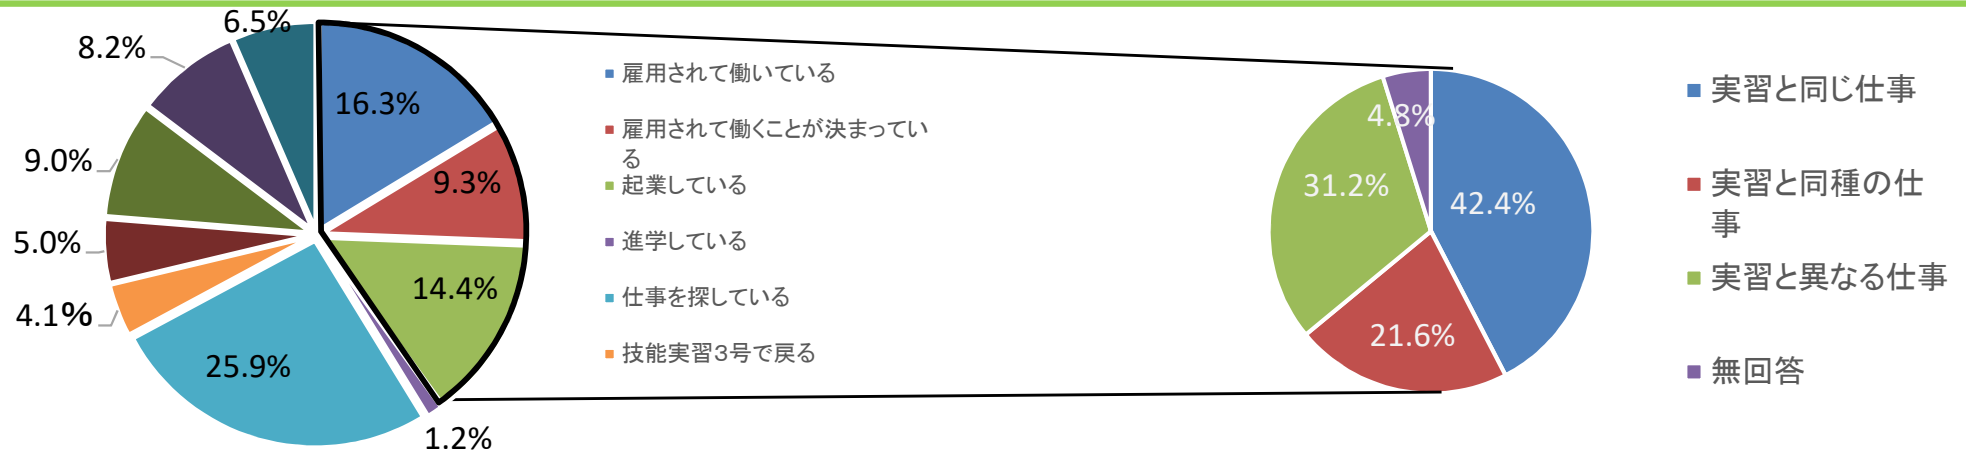 6.5%
8.2%
16.3%
9.0%
9.3%
5.0%
14.4%
4.1%
25.9%
1.2%
雇用されて働いている
雇用されて働くことが決まってい
る
起業している
進学している
仕事を探している
技能実習3号で戻る
4.8%
31.2%
42.4%
21.6%
実習と同じ仕事
実習と同種の仕
事
実習と異なる仕事
無回答